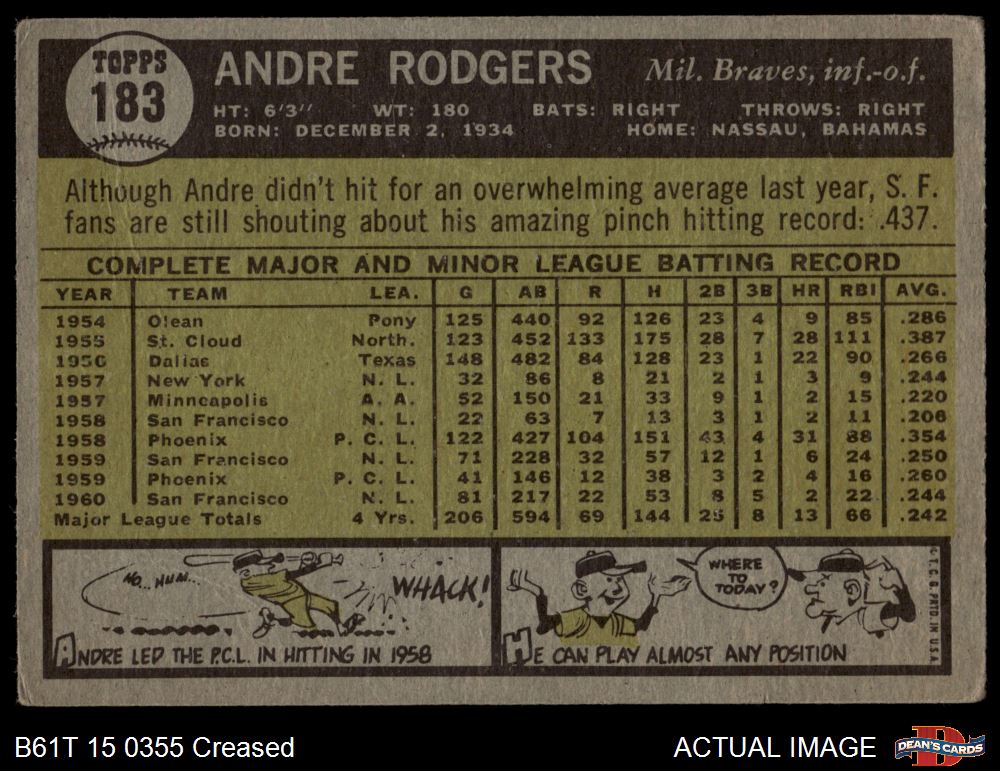 TOPPS
183
ANDRE RODGERS Mil. Braves, inf.-o.f.
HT: 6'3" WT: 180 BATS: RIGHT THROWS: RIGHT
BORN: DECEMBER 2, 1934 HOME: NASSAU, BAHAMAS
Although Andre didn't hit for an overwhelming average last year, S. F.
fans are still shouting about his amazing pinch hitting record: .437.
COMPLETE MAJOR AND MINOR LEAGUE BATTING RECORD
YEAR TEAM LEA. G AB R H 2B 3B HR RBI AVG.
1954 Olean Pony 125 440 92 126 23 4 9 85 .286
1955 St. Cloud North. 123 452 133 175 28 7 28 111 .387
1956 Dallas Texas 148 482 84 128 23 1 22 90 .266
1957 New York N. L. 32 86 8 21 2 1 3 9 .244
1957 Minneapolis A. A. 52 150 21 33 9 1 2 15 .220
1958 San Francisco N. L. 22 63 7 13 3 1 2 11 .206
1958 Phoenix P. C. L. 122 427 104 151 43 4 31 88 .354
1959 San Francisco N. L. 71 228 32 57 12 1 6 24 .250
1959 Phoenix P. C. L. 41 146 12 38 3 2 4 16 .260
1960 San Francisco N. L. 81 217 22 53 8 5 2 22 .244
Major League Totals 4 Yrs. 206 594 69 144 25 8 13 66 .242
HO.. HUM...
WHACK!
ANDRE LED THE P.C.L. IN HITTING IN 1958
WHERE
TO
TODAY?
HE CAN PLAY ALMOST ANY POSITION
© T.C.G. PRTD. IN U.S.A.
B61T 15 0355 Creased
ACTUAL IMAGE
DEAN'S CARDS